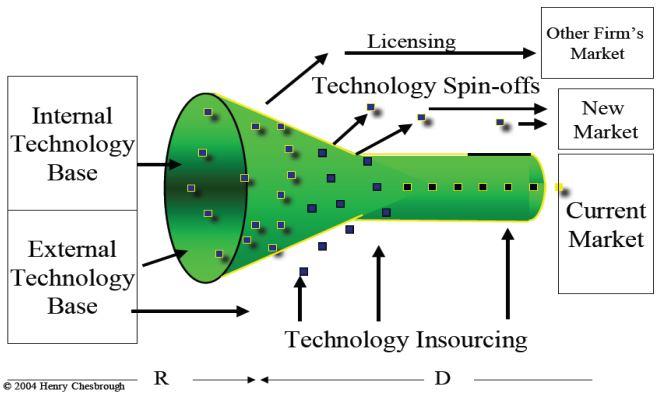 Other Firm's
Market
Licensing
Technology Spin-offs
New
Market
Internal
Technology
Base
Current
Market
External
Technology
Base
Technology Insourcing
R
D
© 2004 Henry Chesbrough